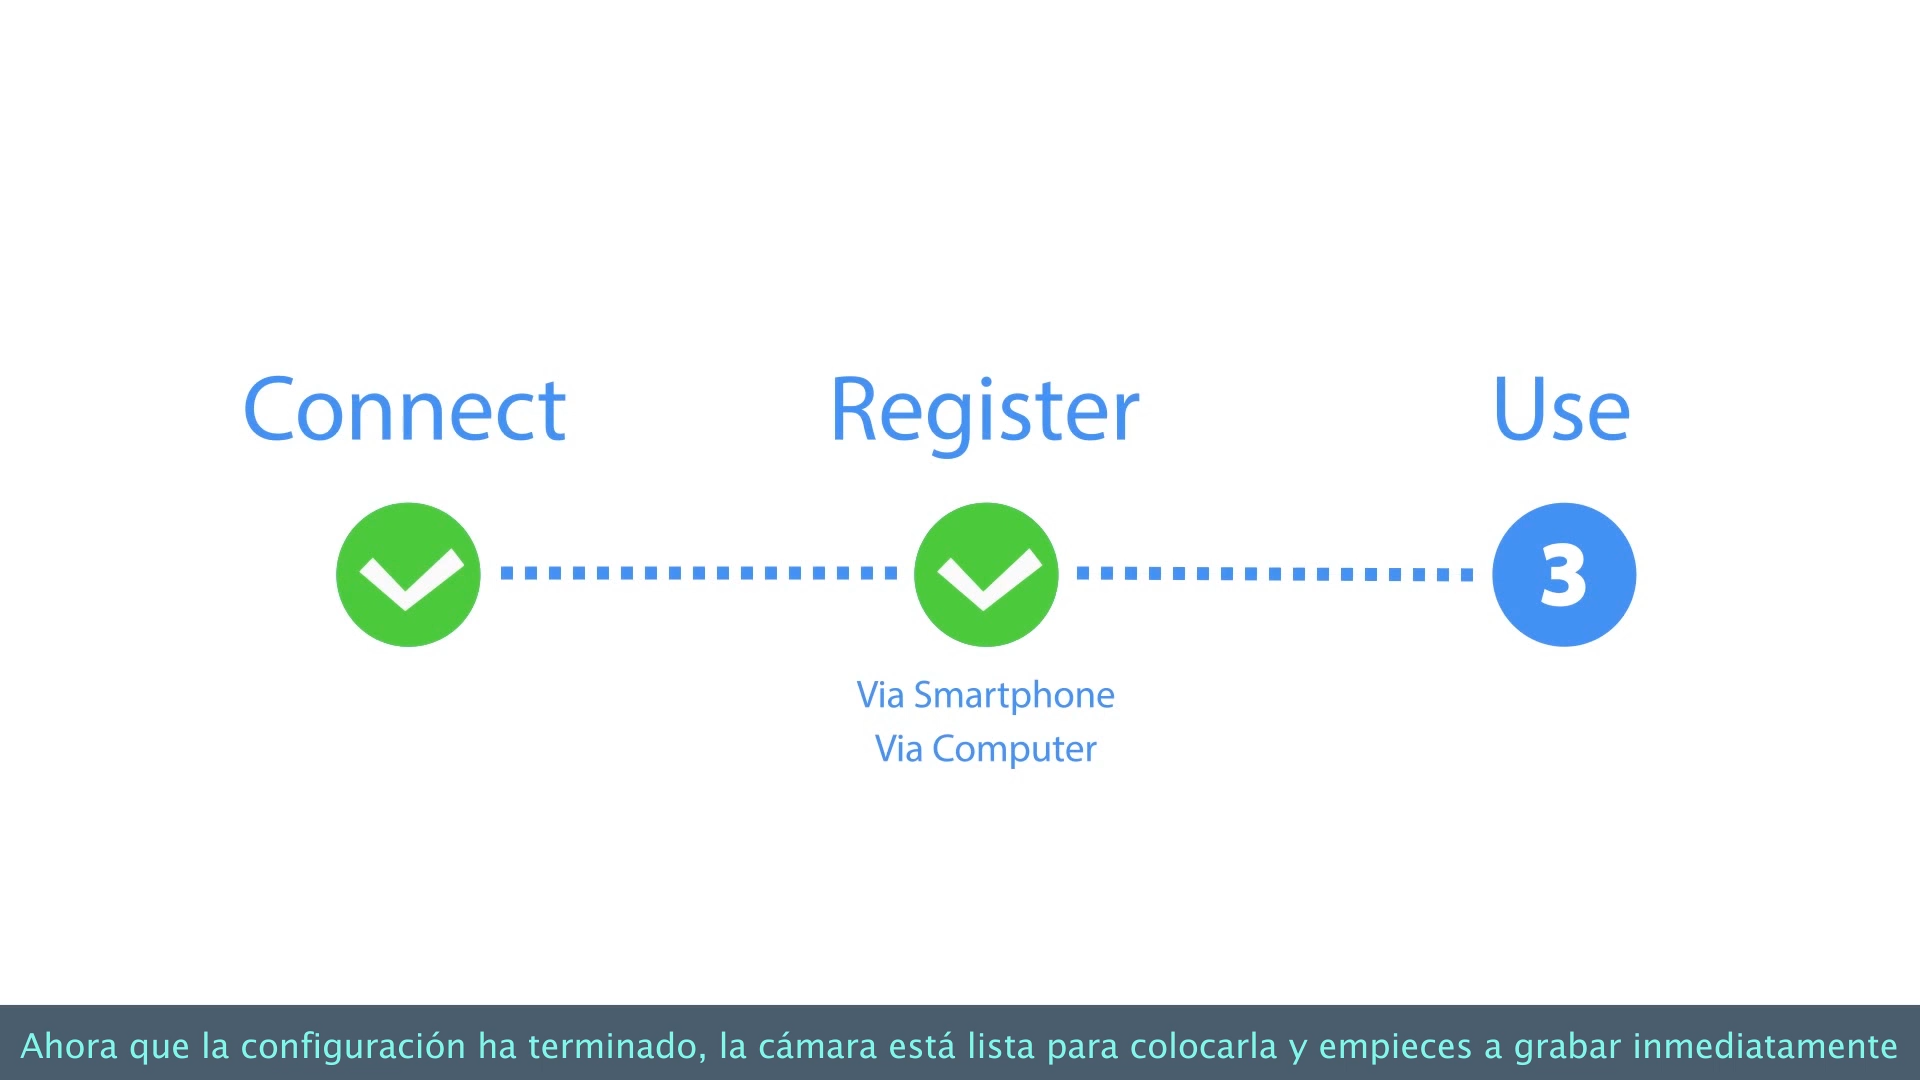 Connect
Register
Use
3
Via Smartphone
Via Computer
Ahora que la configuración ha terminado, la cámara está lista para colocarla y empieces a grabar inmediatamente